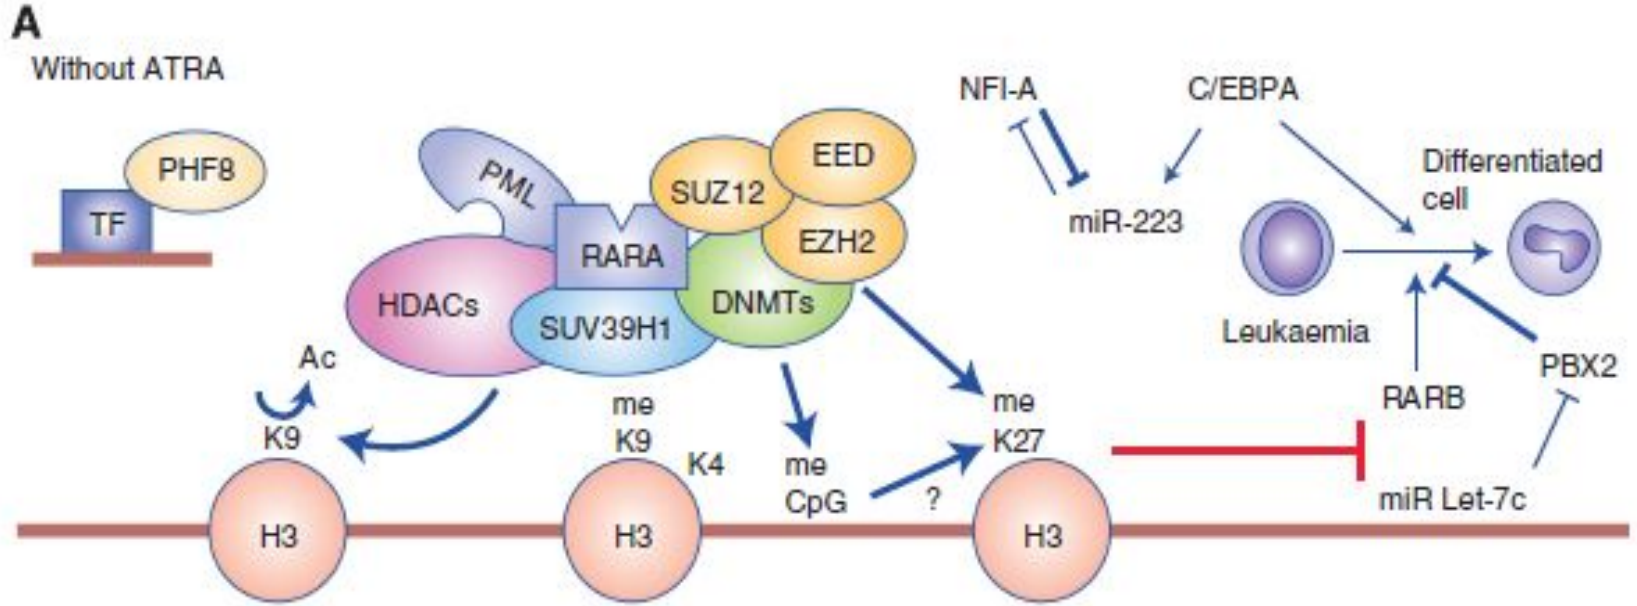 A
Without ATRA
PHF8
TF
PML
RARA
SUZ12
EED
EZH2
HDACs
SUV39H1
DNMTs
Ac
K9
H3
me
K9
K4
H3
me
CpG
?
me
K27
H3
NFI-A
C/EBPA
miR-223
Differentiated
cell
Leukaemia
RARB
PBX2
miR Let-7c